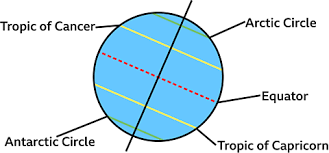 Tropic of Cancer
Arctic Circle
Equator
Antarctic Circle
Tropic of Capricorn